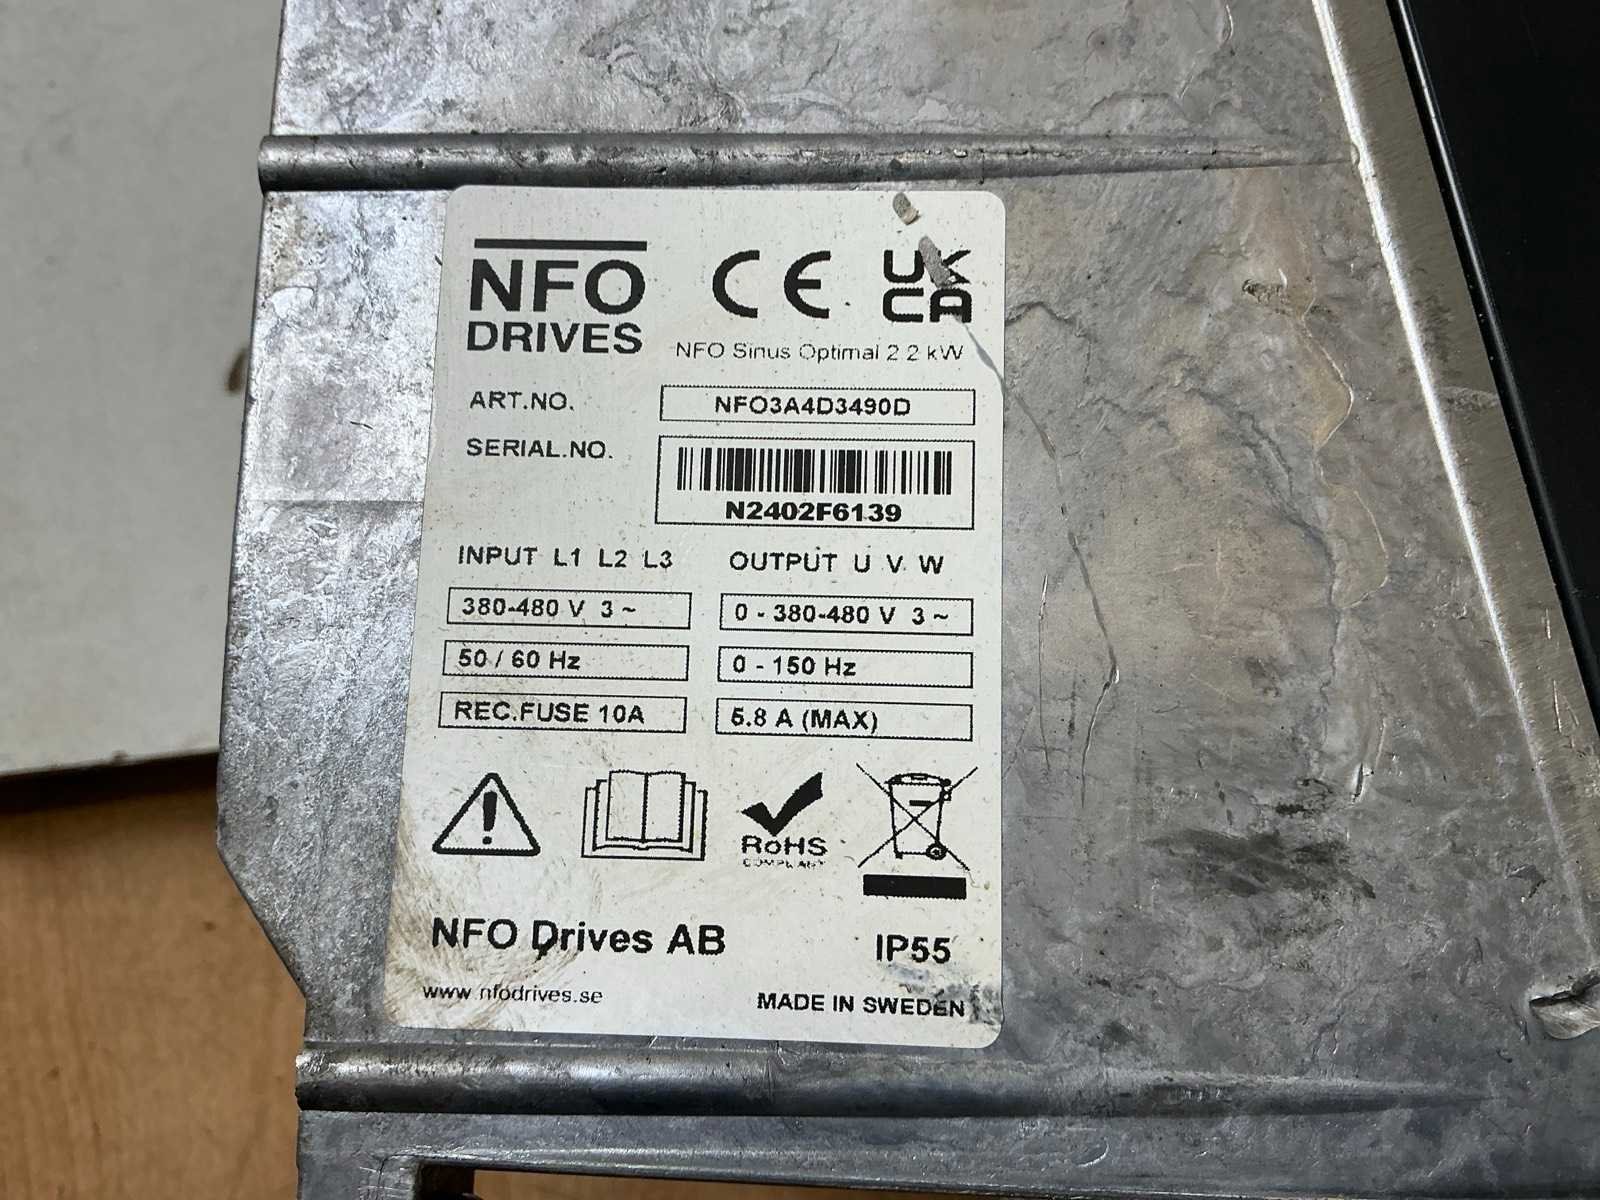 NFO
DRIVES
CE
UK
CA
NFO Sinus Optimal 2.2 kW
ART.NO.
NFO3A4D3490D
SERIAL.NO.
N2402F6139
INPUT L1 L2 L3
OUTPUT U V W
380-480 V 3 ~
0 - 380-480 V 3 ~
50 / 60 Hz
0 - 150 Hz
REC.FUSE 10A
5.8 A (MAX)
RoHS
COMPLIANT
NFO Drives AB
IP55
www.nfodrives.se
MADE IN SWEDEN